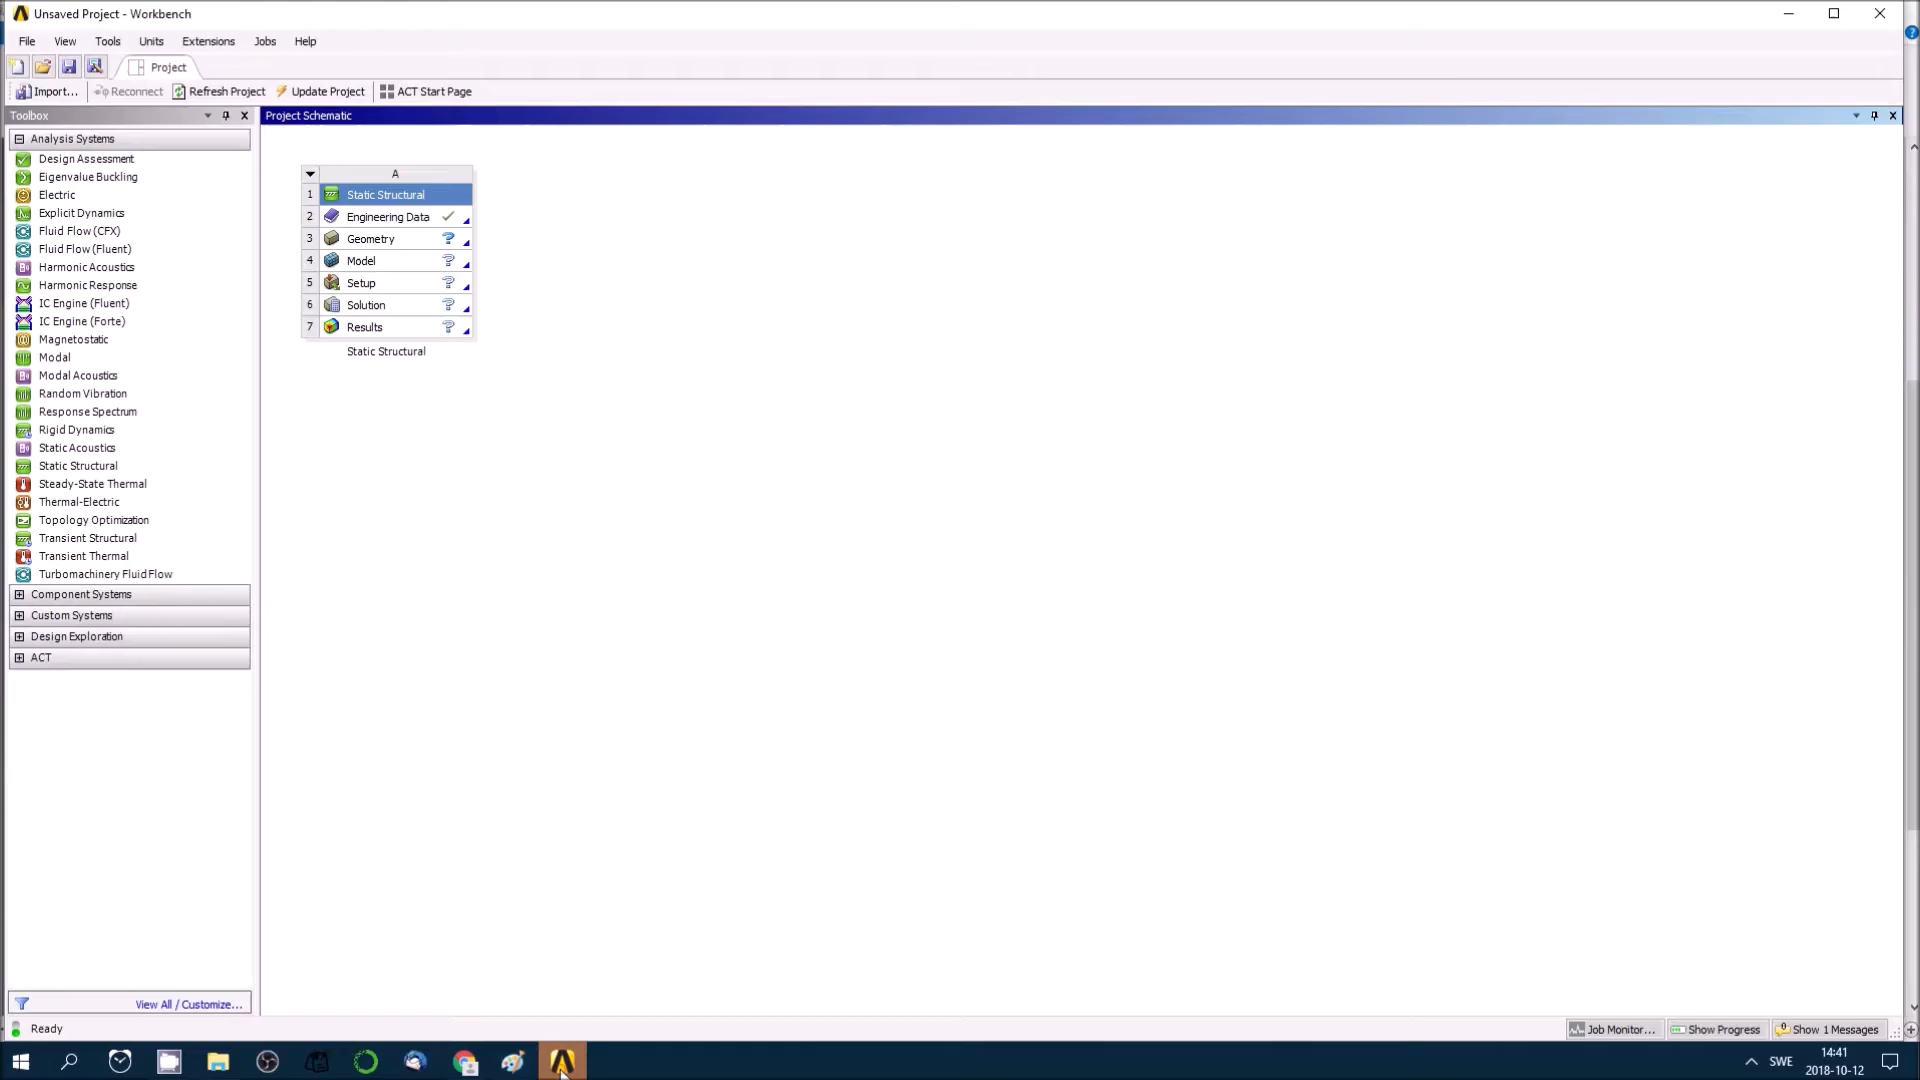 Unsaved Project - Workbench
File View Tools Units Extensions Jobs Help
Project
Import... Reconnect Refresh Project Update Project ACT Start Page
Toolbox
Project Schematic
Analysis Systems
Design Assessment
Eigenvalue Buckling
Electric
Explicit Dynamics
Fluid Flow (CFX)
Fluid Flow (Fluent)
Harmonic Acoustics
Harmonic Response
IC Engine (Fluent)
IC Engine (Forte)
Magnetostatic
Modal
Modal Acoustics
Random Vibration
Response Spectrum
Rigid Dynamics
Static Acoustics
Static Structural
Steady-State Thermal
Thermal-Electric
Topology Optimization
Transient Structural
Transient Thermal
Turbomachinery Fluid Flow
Component Systems
Custom Systems
Design Exploration
ACT
View All / Customize...
A
1 Static Structural
2 Engineering Data
3 Geometry ?
4 Model ?
5 Setup ?
6 Solution ?
7 Results ?
Static Structural
Ready
Job Monitor... Show Progress Show 1 Messages
SWE
14:41
2018-10-12